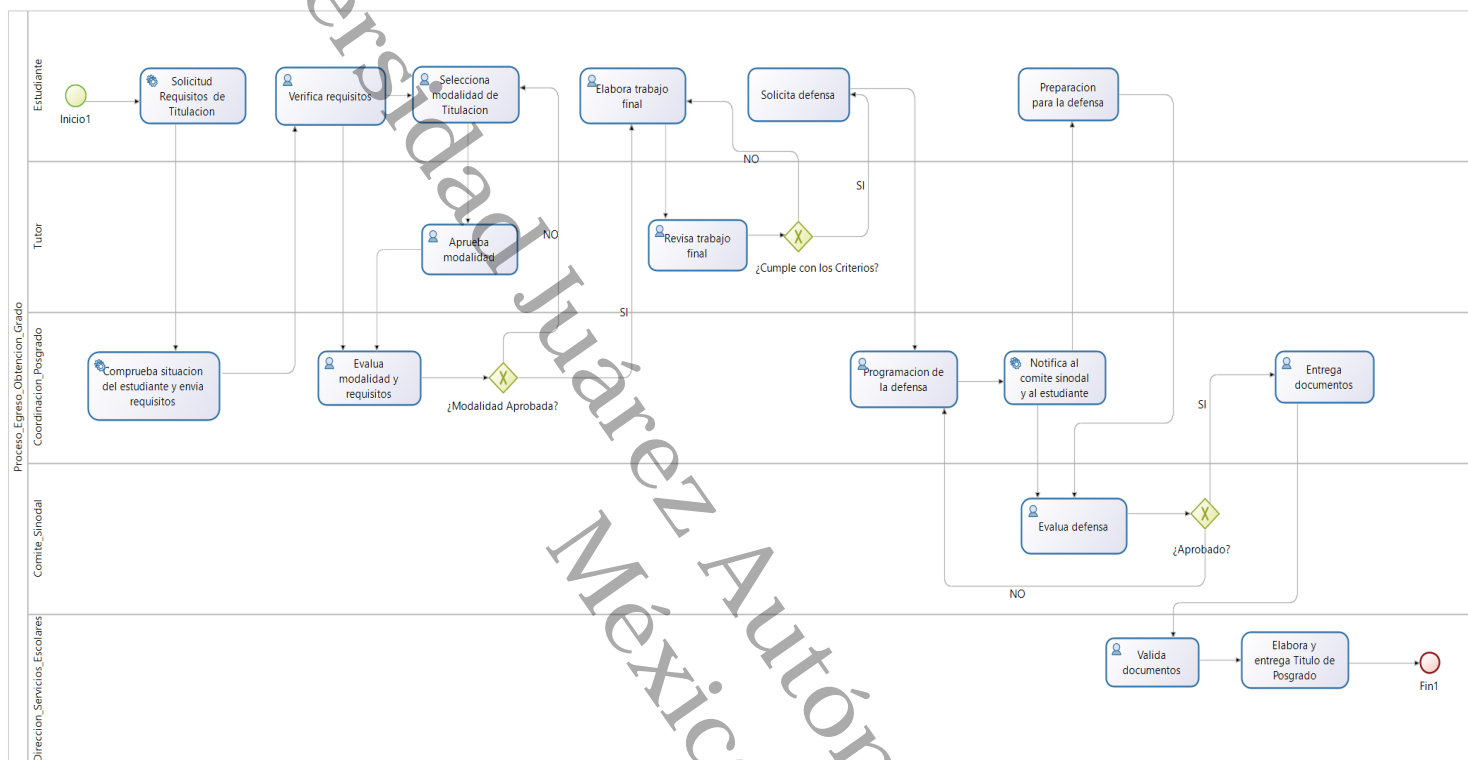 Proceso_Egreso_Obtencion_Grado
Estudiante
Inicio1
Solicitud
Requisitos de
Titulacion
Verifica requisitos
Selecciona
modalidad de
Titulacion
Elabora trabajo
final
Solicita defensa
Preparacion
para la defensa
NO
SI
Tutor
Aprueba
modalidad
NO
Revisa trabajo
final
¿Cumple con los Criterios?
SI
Coordinacion_Posgrado
Comprueba situacion
del estudiante y envia
requisitos
Evalua
modalidad y
requisitos
¿Modalidad Aprobada?
Programacion de
la defensa
Notifica al
comite sinodal
y al estudiante
Entrega
documentos
SI
Comite_Sinodal
Evalua defensa
¿Aprobado?
NO
Direccion_Servicios_Escolares
Valida
documentos
Elabora y
entrega Titulo de
Posgrado
Fin1
ersidad Juárez Autón
Méxic